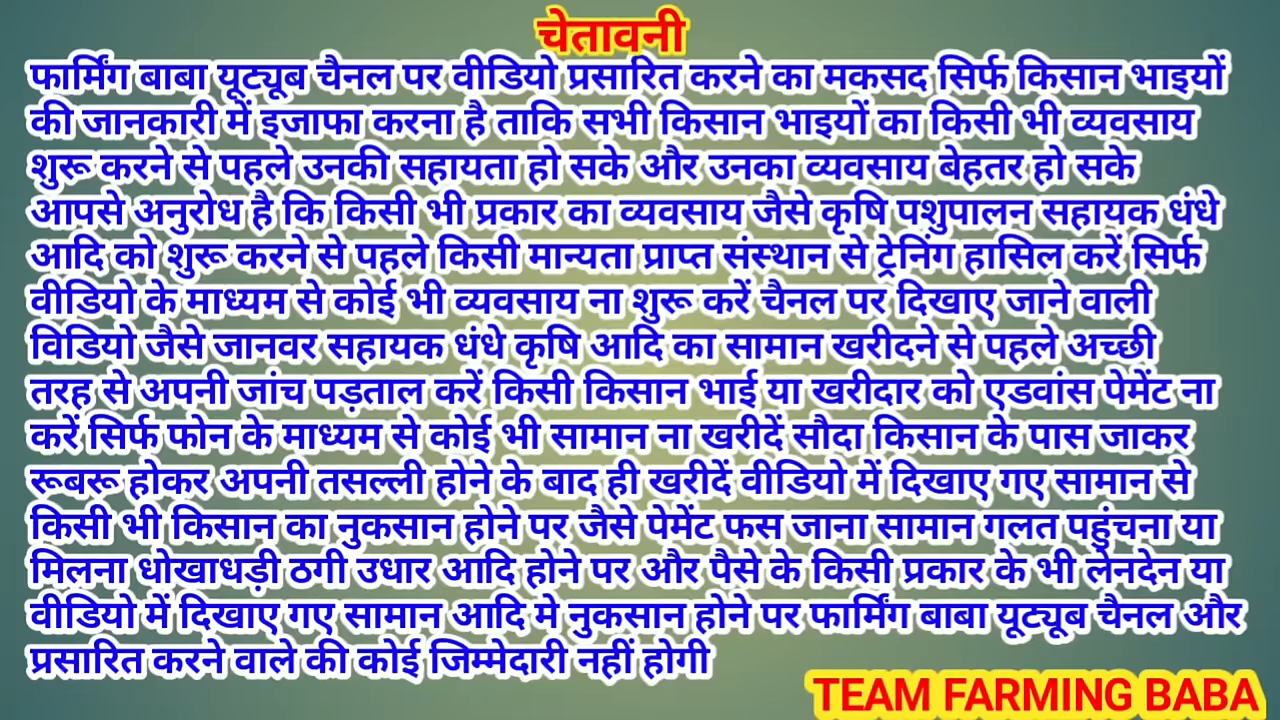 चेतावनी
फार्मिंग बाबा यूट्यूब चैनल पर वीडियो प्रसारित करने का मकसद सिर्फ किसान भाइयों
की जानकारी में इजाफा करना है ताकि सभी किसान भाइयों का किसी भी व्यवसाय
शुरू करने से पहले उनकी सहायता हो सके और उनका व्यवसाय बेहतर हो सके
आपसे अनुरोध है कि किसी भी प्रकार का व्यवसाय जैसे कृषि पशुपालन सहायक धंधे
आदि को शुरू करने से पहले किसी मान्यता प्राप्त संस्थान से ट्रेनिंग हासिल करें सिर्फ
वीडियो के माध्यम से कोई भी व्यवसाय ना शुरू करें चैनल पर दिखाए जाने वाली
विडियो जैसे जानवर सहायक धंधे कृषि आदि का सामान खरीदने से पहले अच्छी
तरह से अपनी जांच पड़ताल करें किसी किसान भाई या खरीदार को एडवांस पेमेंट ना
करें सिर्फ फोन के माध्यम से कोई भी सामान ना खरीदें सौदा किसान के पास जाकर
रूबरू होकर अपनी तसल्ली होने के बाद ही खरीदें वीडियो में दिखाए गए सामान से
किसी भी किसान का नुकसान होने पर जैसे पेमेंट फस जाना सामान गलत पहुंचना या
मिलना धोखाधड़ी ठगी उधार आदि होने पर और पैसे के किसी प्रकार के भी लेनदेन या
वीडियो में दिखाए गए सामान आदि मे नुकसान होने पर फार्मिंग बाबा यूट्यूब चैनल और
प्रसारित करने वाले की कोई जिम्मेदारी नहीं होगी
TEAM FARMING BABA